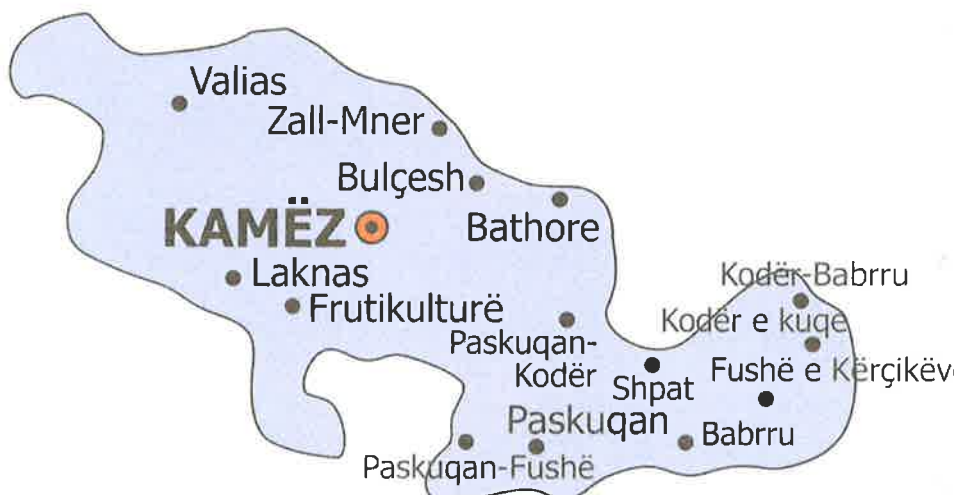 Valias
Zall-Mner
Bulçesh
KAMËZ
Bathore
Laknas
Frutikulturë
Kodër-Babrru
Kodër e kuqe
Paskuqan-
Kodër
Shpat
Fushë e Kërçikëve
Paskuqan
Babrru
Paskuqan-Fushë